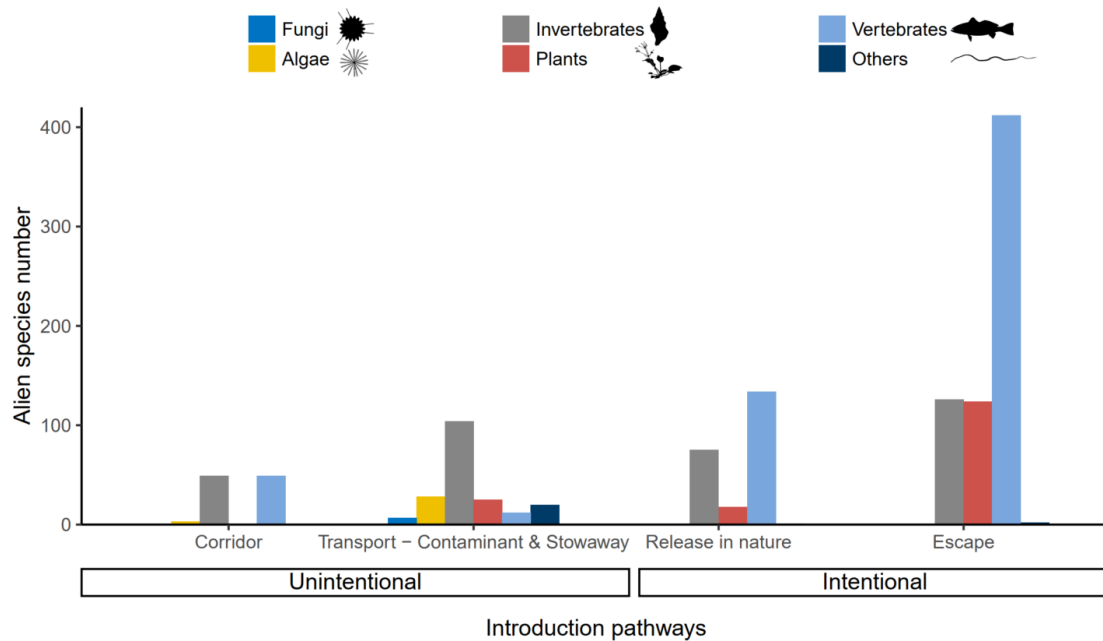 Fungi Invertebrates Vertebrates
Algae Plants Others
Alien species number
400
300
200
100
0
Corridor Transport − Contaminant & Stowaway Release in nature Escape
Unintentional Intentional
Introduction pathways